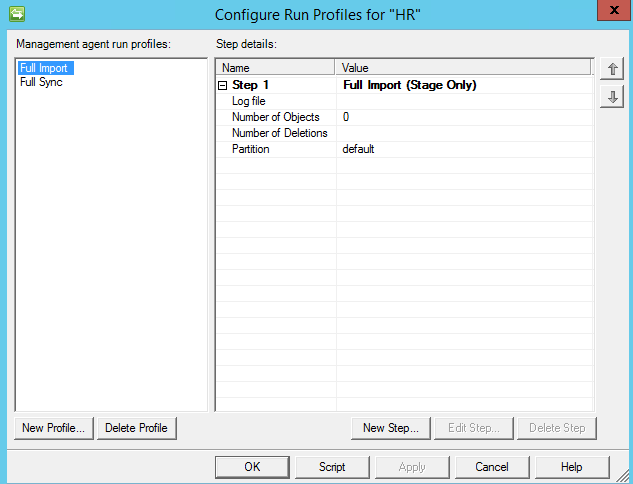 Configure Run Profiles for "HR"
x
Management agent run profiles:
Step details:
Full Import
Full Sync
Name Value
Step 1 Full Import (Stage Only)
Log file
Number of Objects 0
Number of Deletions
Partition default
New Profile... Delete Profile New Step... Edit Step... Delete Step
OK Script Apply Cancel Help